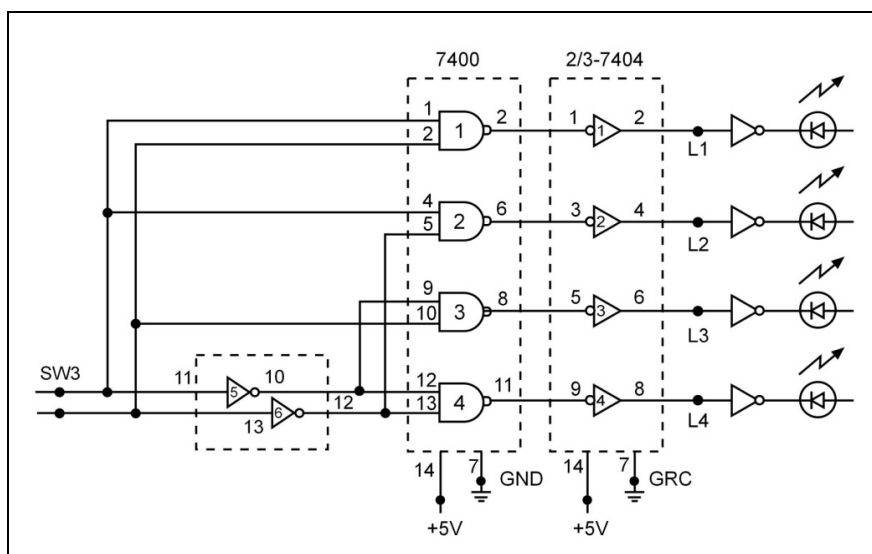 7400 2/3-7404
1 2 1 2
2 1 1
L1
4 6 3 4
5 2 2
L2
9 8 5 6
10 3 3
L3
SW3 11 10 12 11 9 8
5 13 4 4
6 12 L4
13
14 7 GND 14 7 GRC
+5V +5V